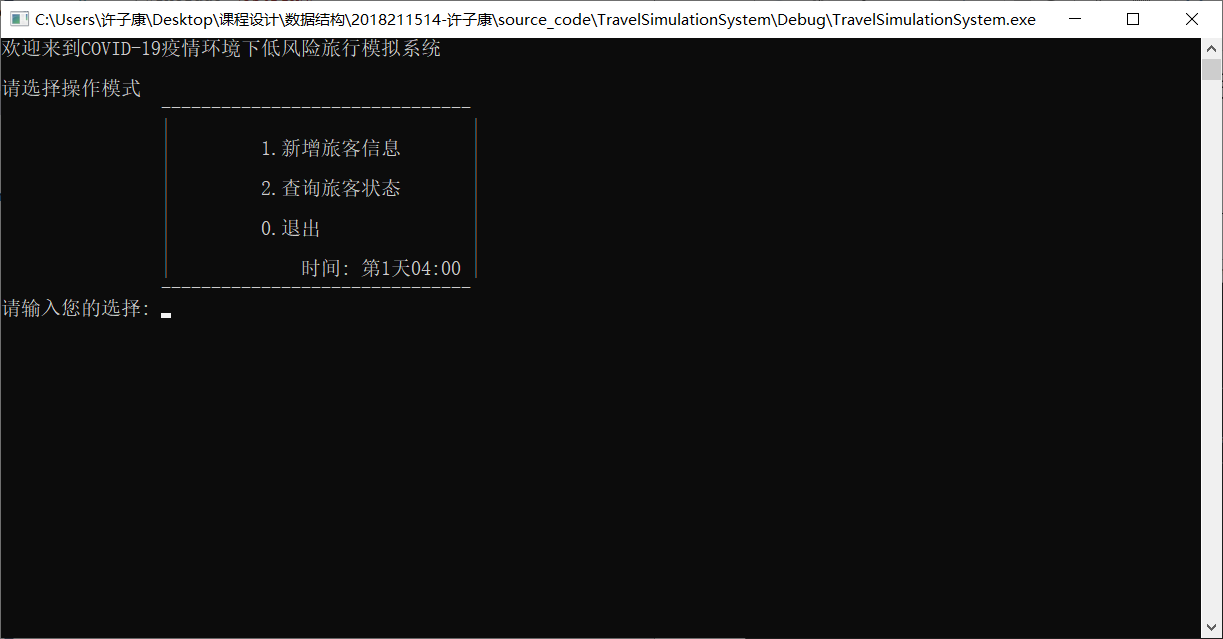 C:\Users\许子康\Desktop\课程设计\数据结构\2018211514-许子康\source_code\TravelSimulationSystem\Debug\TravelSimulationSystem.exe
欢迎来到COVID-19疫情环境下低风险旅行模拟系统
请选择操作模式
1.新增旅客信息
2.查询旅客状态
0.退出
时间: 第1天04:00
请输入您的选择: